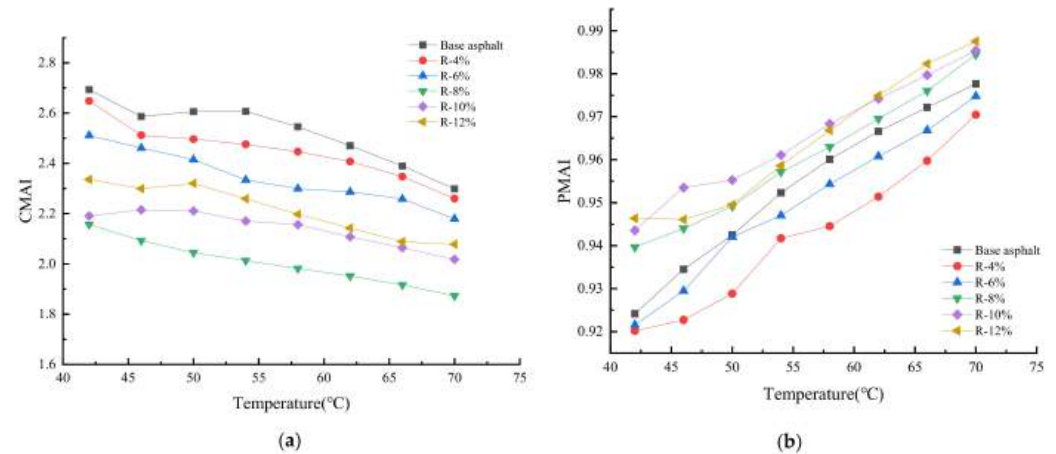 Base asphalt
R-4%
R-6%
R-8%
R-10%
R-12%
2.8
2.6
2.4
2.2
2.0
1.8
1.6
CMAI
40 45 50 55 60 65 70 75
Temperature(℃)
(a)
0.99
0.98
0.97
0.96
0.95
0.94
0.93
0.92
PMAI
Base asphalt
R-4%
R-6%
R-8%
R-10%
R-12%
40 45 50 55 60 65 70 75
Temperature(℃)
(b)